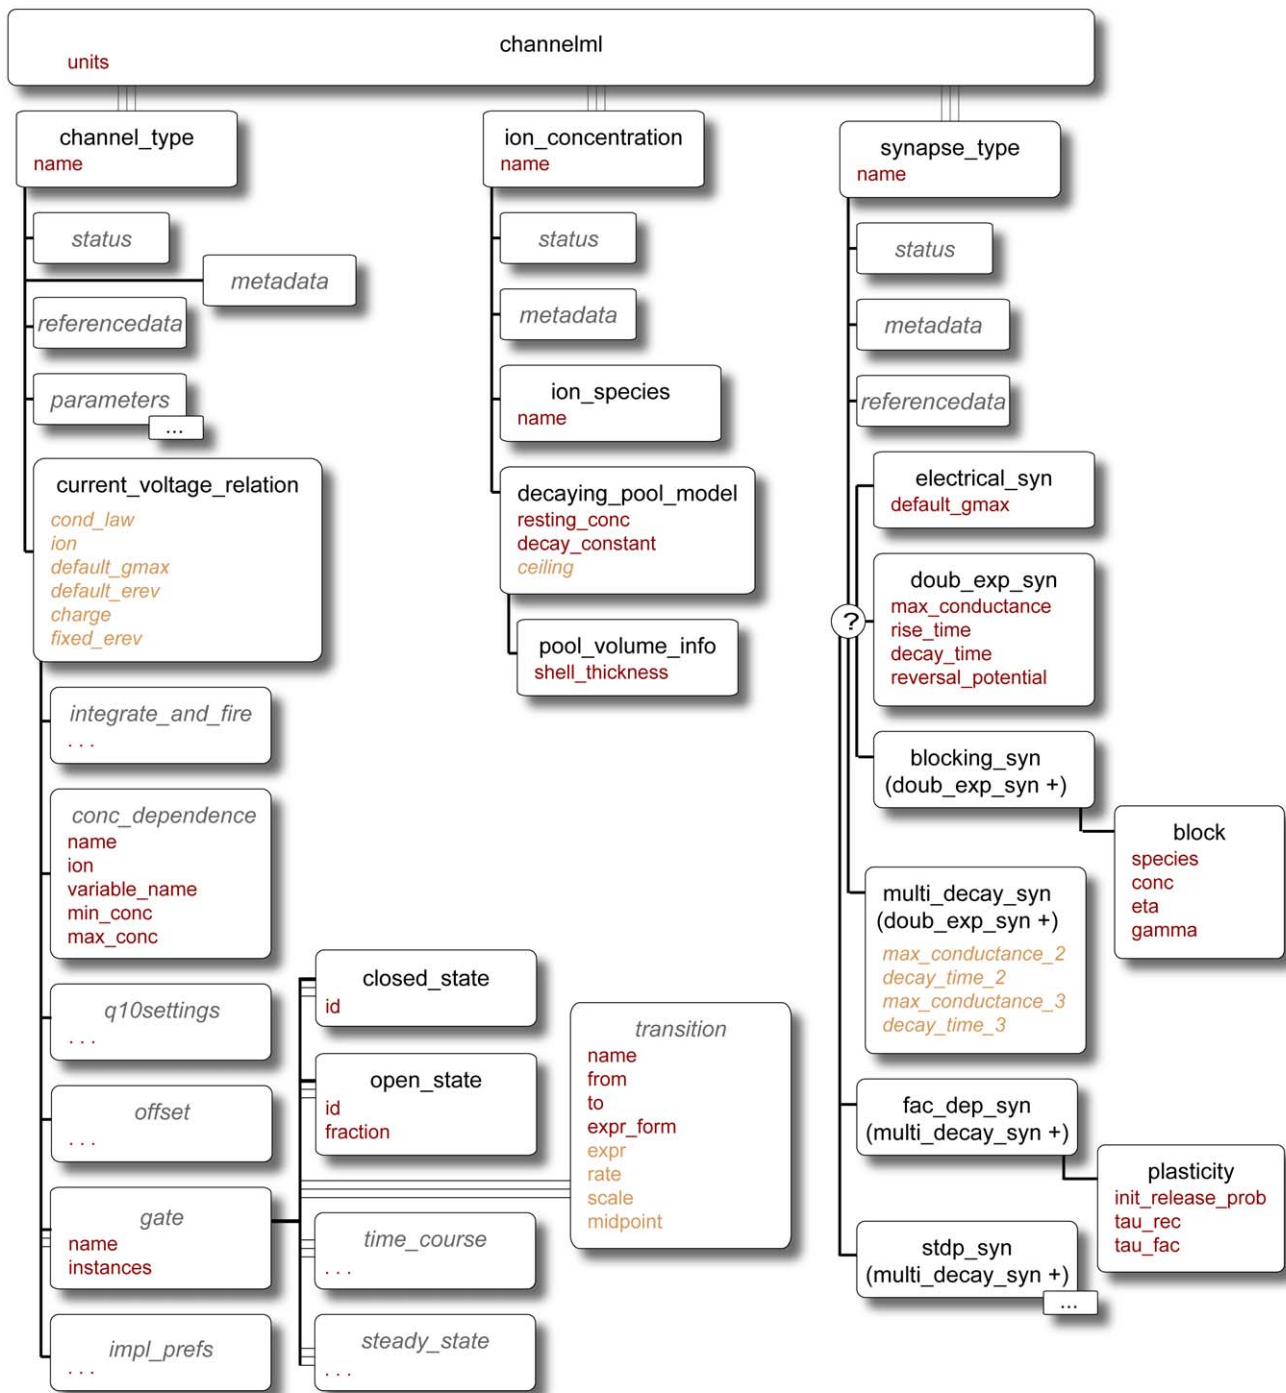 channelml
units
channel_type
name
status
metadata
referencedata
parameters
...
current_voltage_relation
cond_law
ion
default_gmax
default_erev
charge
fixed_erev
integrate_and_fire
. . .
conc_dependence
name
ion
variable_name
min_conc
max_conc
q10settings
. . .
offset
. . .
gate
name
instances
impl_prefs
. . .
closed_state
id
open_state
id
fraction
transition
name
from
to
expr_form
expr
rate
scale
midpoint
time_course
. . .
steady_state
. . .
ion_concentration
name
status
metadata
ion_species
name
decaying_pool_model
resting_conc
decay_constant
ceiling
pool_volume_info
shell_thickness
synapse_type
name
status
metadata
referencedata
?
electrical_syn
default_gmax
doub_exp_syn
max_conductance
rise_time
decay_time
reversal_potential
blocking_syn
(doub_exp_syn +)
block
species
conc
eta
gamma
multi_decay_syn
(doub_exp_syn +)
max_conductance_2
decay_time_2
max_conductance_3
decay_time_3
fac_dep_syn
(multi_decay_syn +)
plasticity
init_release_prob
tau_rec
tau_fac
stdp_syn
(multi_decay_syn +)
...